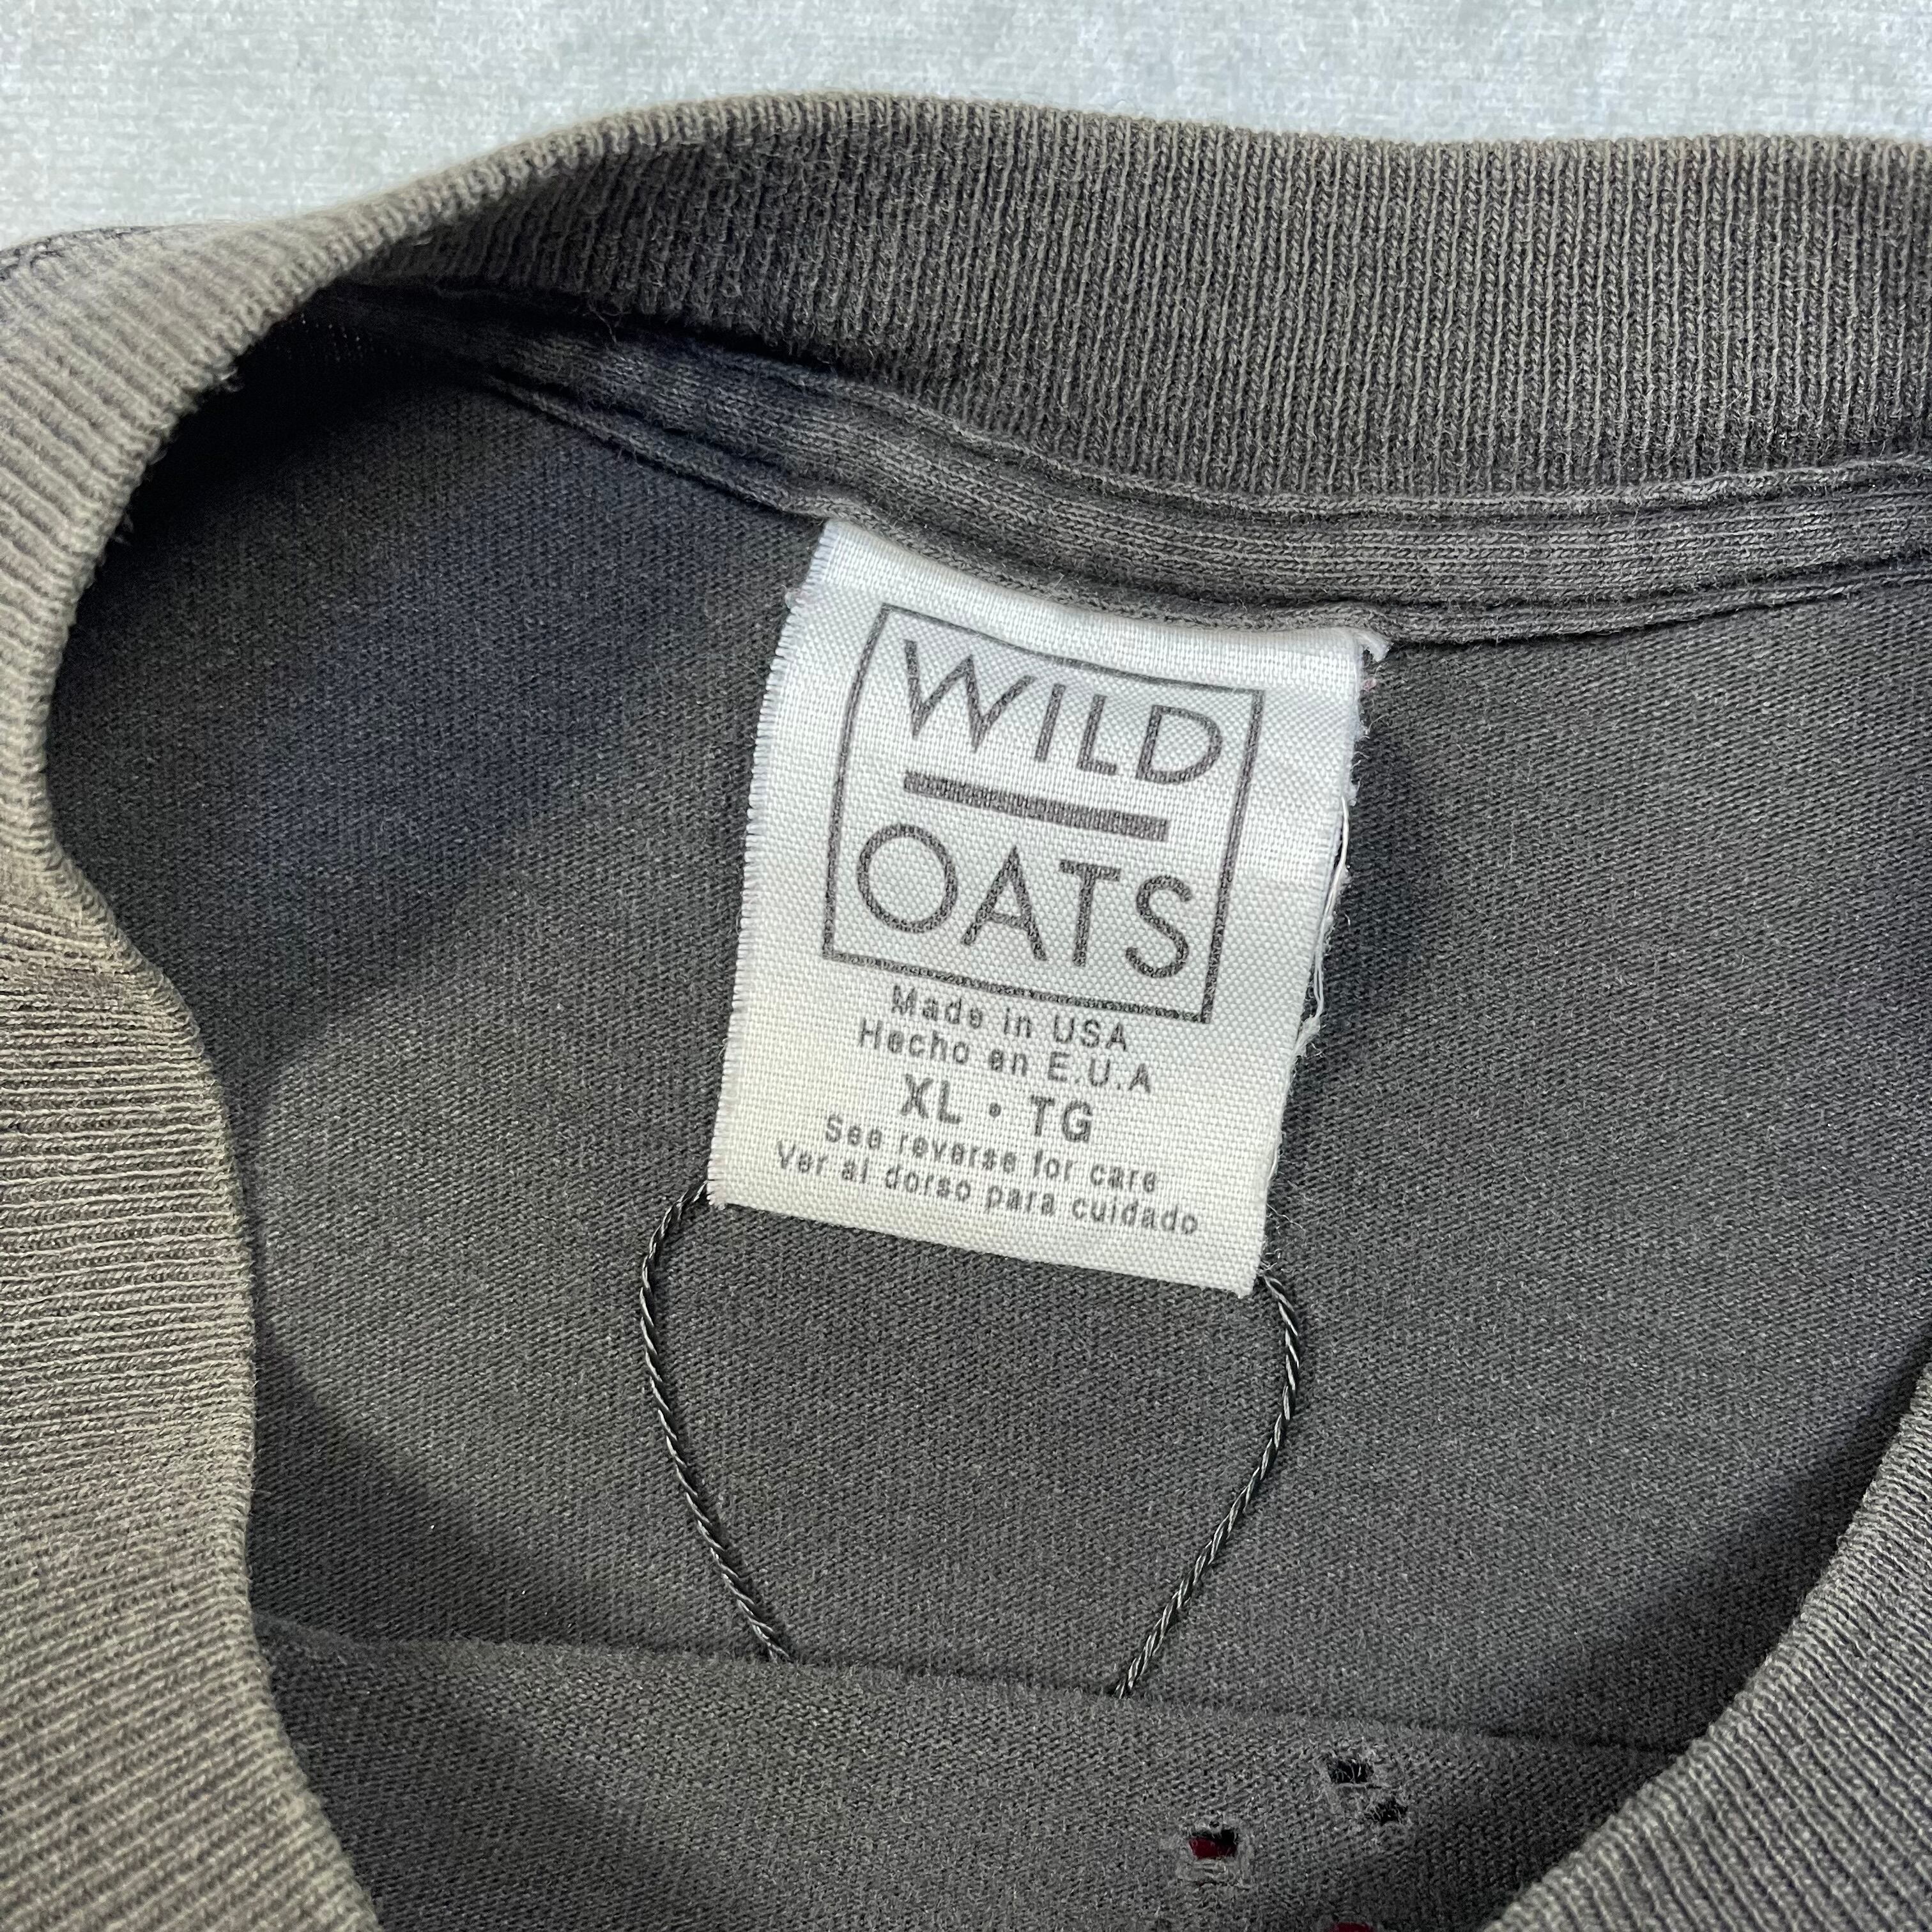 WILD
OATS
Made in USA
Hecho en E.U.A
XL • TG
See reverse for care
Ver al dorso para cuidado